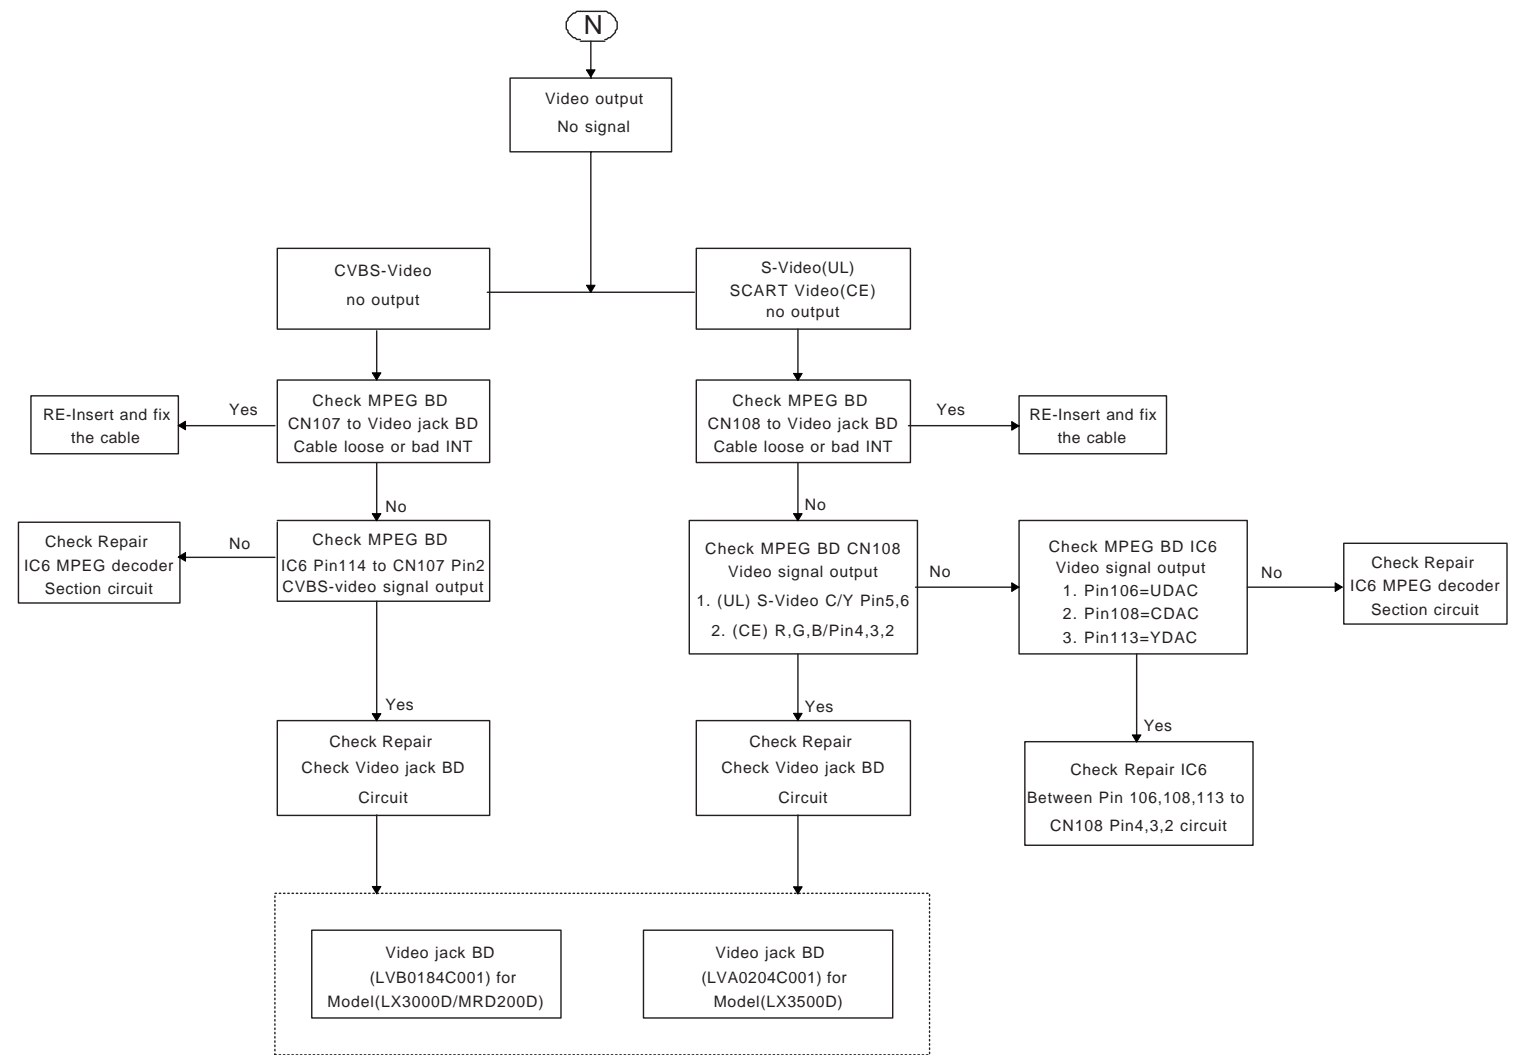 N
Video output
No signal
CVBS-Video
no output
S-Video(UL)
SCART Video(CE)
no output
RE-Insert and fix
the cable
Yes
Check MPEG BD
CN107 to Video jack BD
Cable loose or bad INT
Check MPEG BD
CN108 to Video jack BD
Cable loose or bad INT
Yes
RE-Insert and fix
the cable
No
No
Check Repair
IC6 MPEG decoder
Section circuit
No
Check MPEG BD
IC6 Pin114 to CN107 Pin2
CVBS-video signal output
Check MPEG BD CN108
Video signal output
1. (UL) S-Video C/Y Pin5,6
2. (CE) R,G,B/Pin4,3,2
No
Check MPEG BD IC6
Video signal output
1. Pin106=UDAC
2. Pin108=CDAC
3. Pin113=YDAC
No
Check Repair
IC6 MPEG decoder
Section circuit
Yes
Yes
Yes
Check Repair
Check Video jack BD
Circuit
Check Repair
Check Video jack BD
Circuit
Check Repair IC6
Between Pin 106,108,113 to
CN108 Pin4,3,2 circuit
Video jack BD
(LVB0184C001) for
Model(LX3000D/MRD200D)
Video jack BD
(LVA0204C001) for
Model(LX3500D)